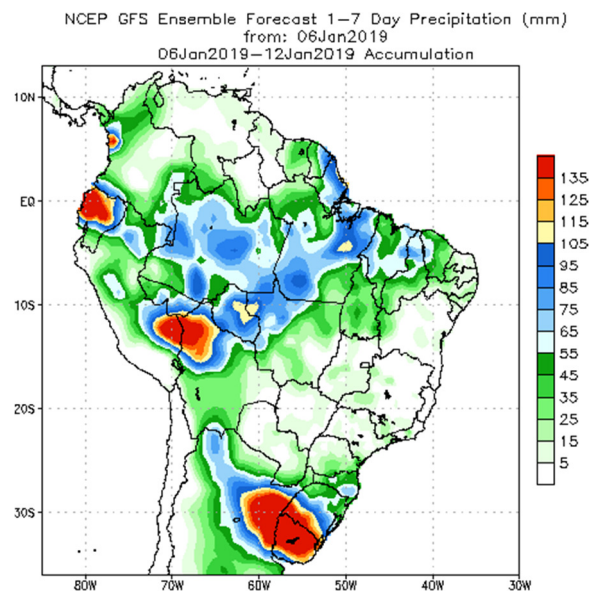 NCEP GFS Ensemble Forecast 1–7 Day Precipitation (mm)
from: 06Jan2019
06Jan2019–12Jan2019 Accumulation
10N
EQ
10S
20S
30S
80W
70W
60W
50W
40W
30W
135
125
115
105
95
85
75
65
55
45
35
25
15
5